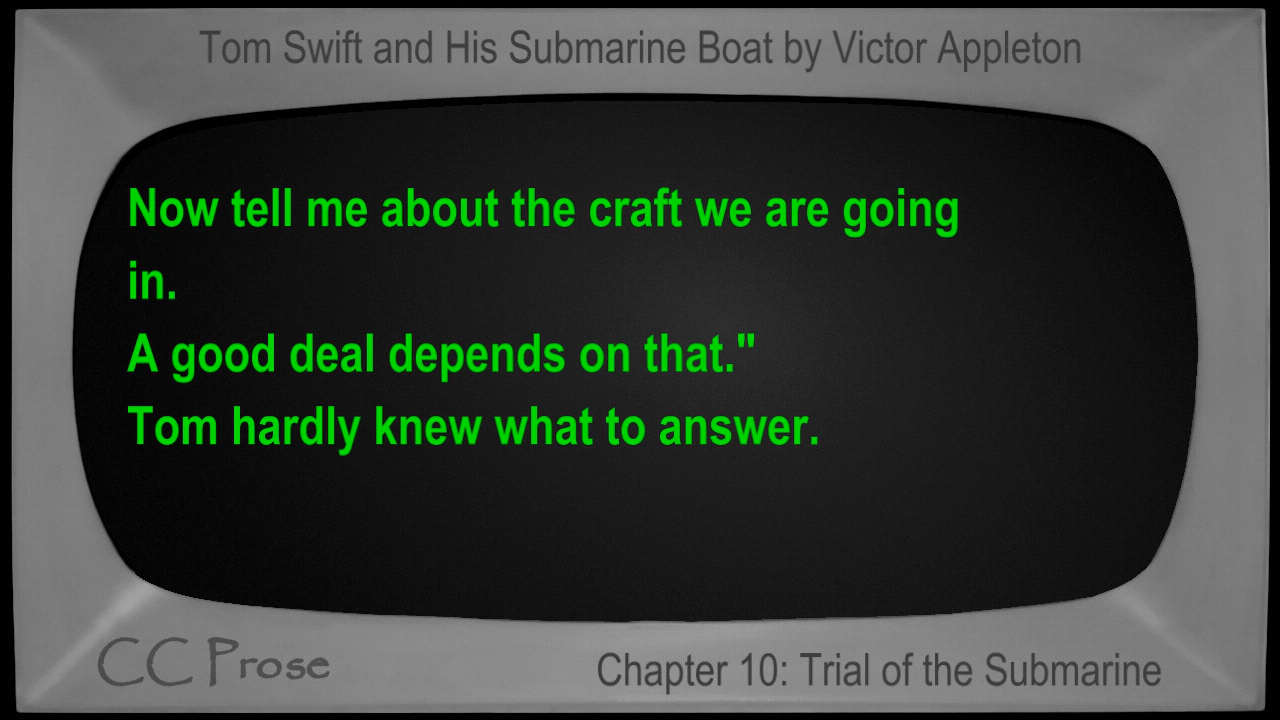 Tom Swift and His Submarine Boat by Victor Appleton
Now tell me about the craft we are going
in.
A good deal depends on that."
Tom hardly knew what to answer.
CC Prose
Chapter 10: Trial of the Submarine